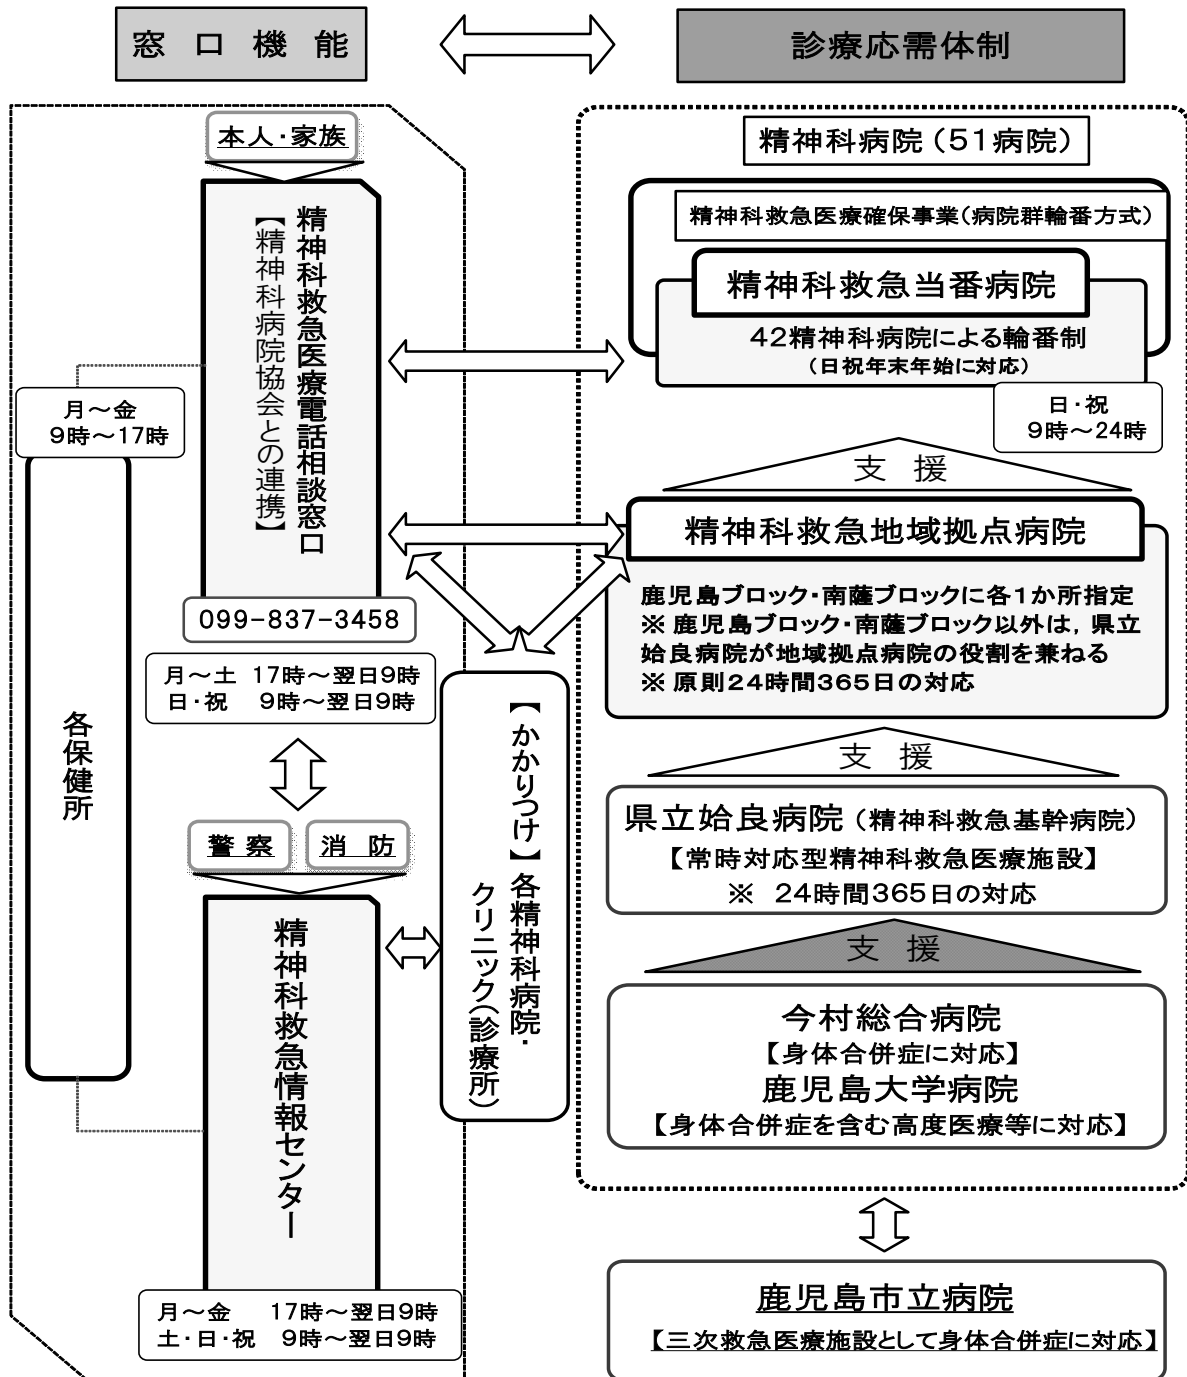 窓口機能
診療応需体制
本人・家族
精神科救急医療電話相談窓口
【精神科病院協会との連携】
099-837-3458
月～土 17時～翌日9時
日・祝 9時～翌日9時
月～金
9時～17時
各保健所
警察
消防
精神科救急情報センター
月～金 17時～翌日9時
土・日・祝 9時～翌日9時
【かかりつけ】各精神科病院・
クリニック（診療所）
精神科病院（51病院）
精神科救急医療確保事業（病院群輪番方式）
精神科救急当番病院
42精神科病院による輪番制
（日祝年末年始に対応）
日・祝
9時～24時
支援
精神科救急地域拠点病院
鹿児島ブロック・南薩ブロックに各1か所指定
※ 鹿児島ブロック・南薩ブロック以外は，県立
姶良病院が地域拠点病院の役割を兼ねる
※ 原則24時間365日の対応
支援
県立姶良病院（精神科救急基幹病院）
【常時対応型精神科救急医療施設】
※ 24時間365日の対応
支援
今村総合病院
【身体合併症に対応】
鹿児島大学病院
【身体合併症を含む高度医療等に対応】
鹿児島市立病院
【三次救急医療施設として身体合併症に対応】